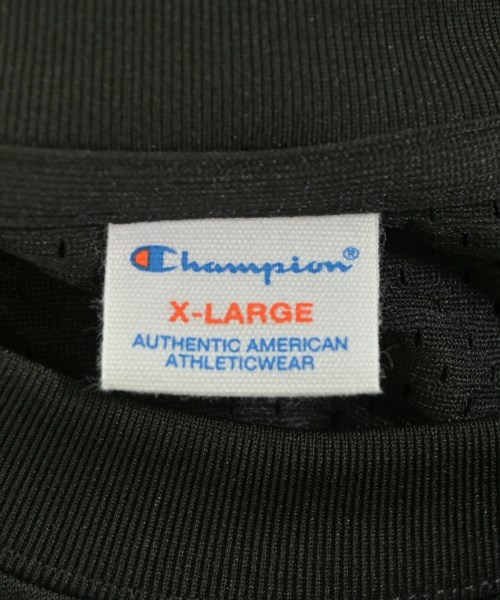 Champion®
X-LARGE
AUTHENTIC AMERICAN
ATHLETICWEAR